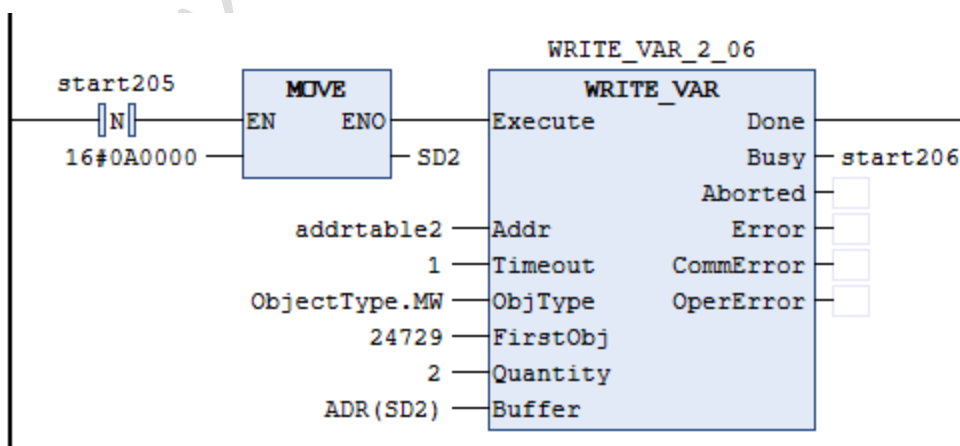 WRITE_VAR_2_06
start205 MOVE WRITE_VAR
N EN ENO Execute Done
16#0A0000 SD2 Busy start206
Aborted
addrtable2 Addr Error
1 Timeout CommError
ObjectType.MW ObjType OperError
24729 FirstObj
2 Quantity
ADR(SD2) Buffer